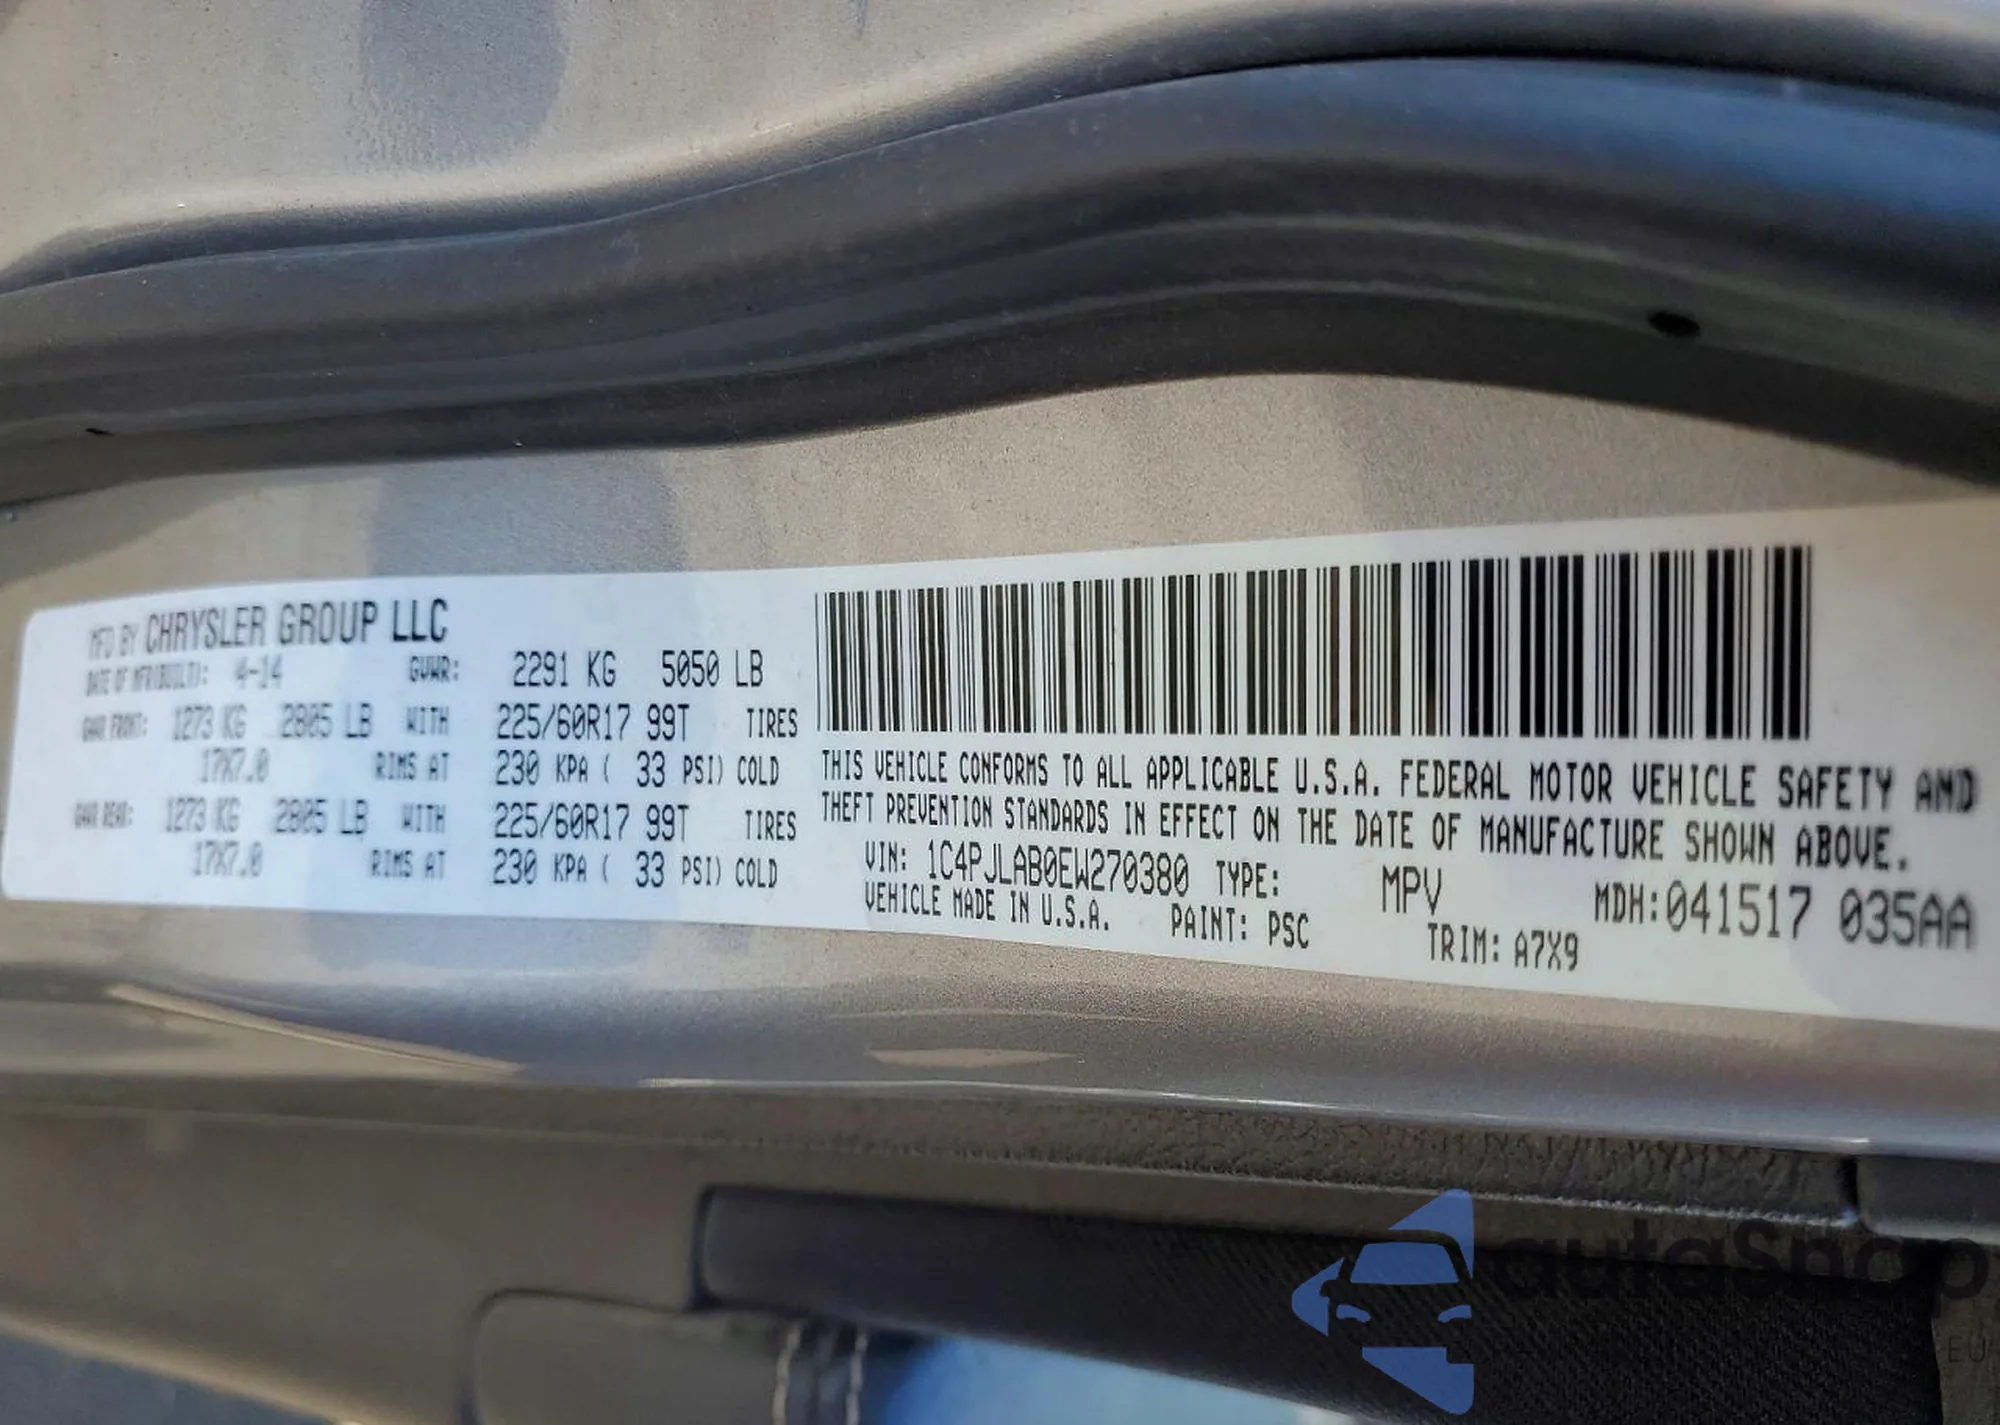 MFD BY CHRYSLER GROUP LLC
DATE OF MFR(BUILT): 4-14 GVWR: 2291 KG 5050 LB
GAWR FRONT: 1273 KG 2805 LB WITH 225/60R17 99T TIRES
17X7.0 RIMS AT 230 KPA ( 33 PSI) COLD
GAWR REAR: 1273 KG 2805 LB WITH 225/60R17 99T TIRES
17X7.0 RIMS AT 230 KPA ( 33 PSI) COLD
THIS VEHICLE CONFORMS TO ALL APPLICABLE U.S.A. FEDERAL MOTOR VEHICLE SAFETY AND
THEFT PREVENTION STANDARDS IN EFFECT ON THE DATE OF MANUFACTURE SHOWN ABOVE.
VIN: 1C4PJLAB0EW270380 TYPE: MPV MDH:041517 035AA
VEHICLE MADE IN U.S.A. PAINT: PSC TRIM: A7X9
autaShop
.EU